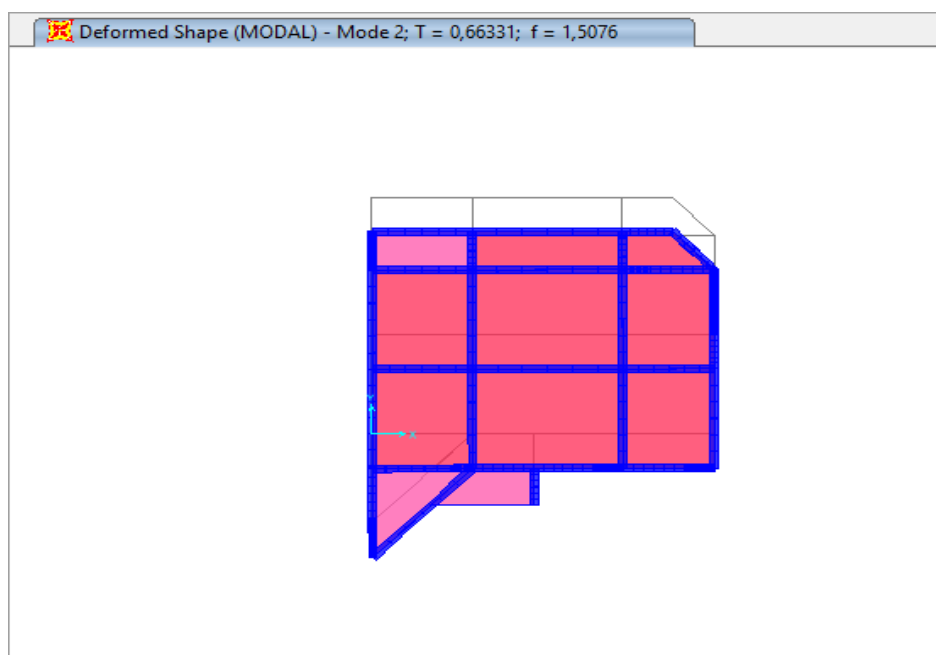 Deformed Shape (MODAL) - Mode 2; T = 0,66331; f = 1,5076
Y
X